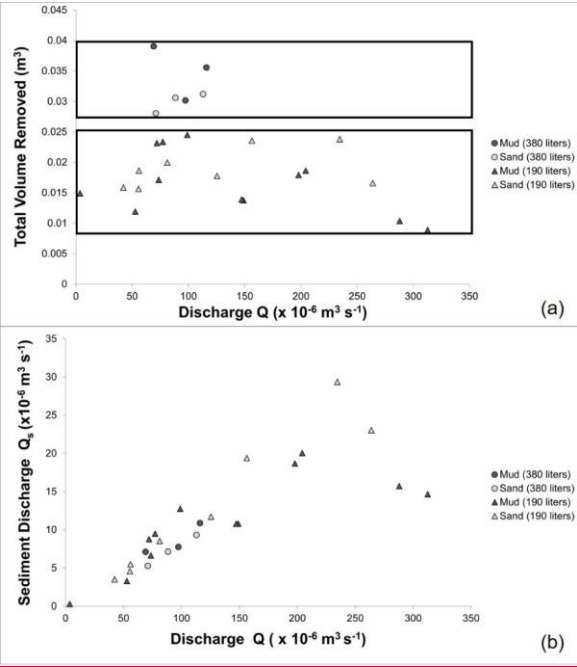 0.045
0.04
0.035
0.03
0.025
0.02
0.015
0.01
0.005
0
Total Volume Removed (m³)
0 50 100 150 200 250 300 350
Discharge Q (x 10⁻⁶ m³ s⁻¹)
Mud (380 liters)
Sand (380 liters)
Mud (190 liters)
Sand (190 liters)
(a)
35
30
25
20
15
10
5
0
Sediment Discharge Qₛ (x10⁻⁶ m³ s⁻¹)
0 50 100 150 200 250 300 350
Discharge Q ( x 10⁻⁶ m³ s⁻¹)
Mud (380 liters)
Sand (380 liters)
Mud (190 liters)
Sand (190 liters)
(b)